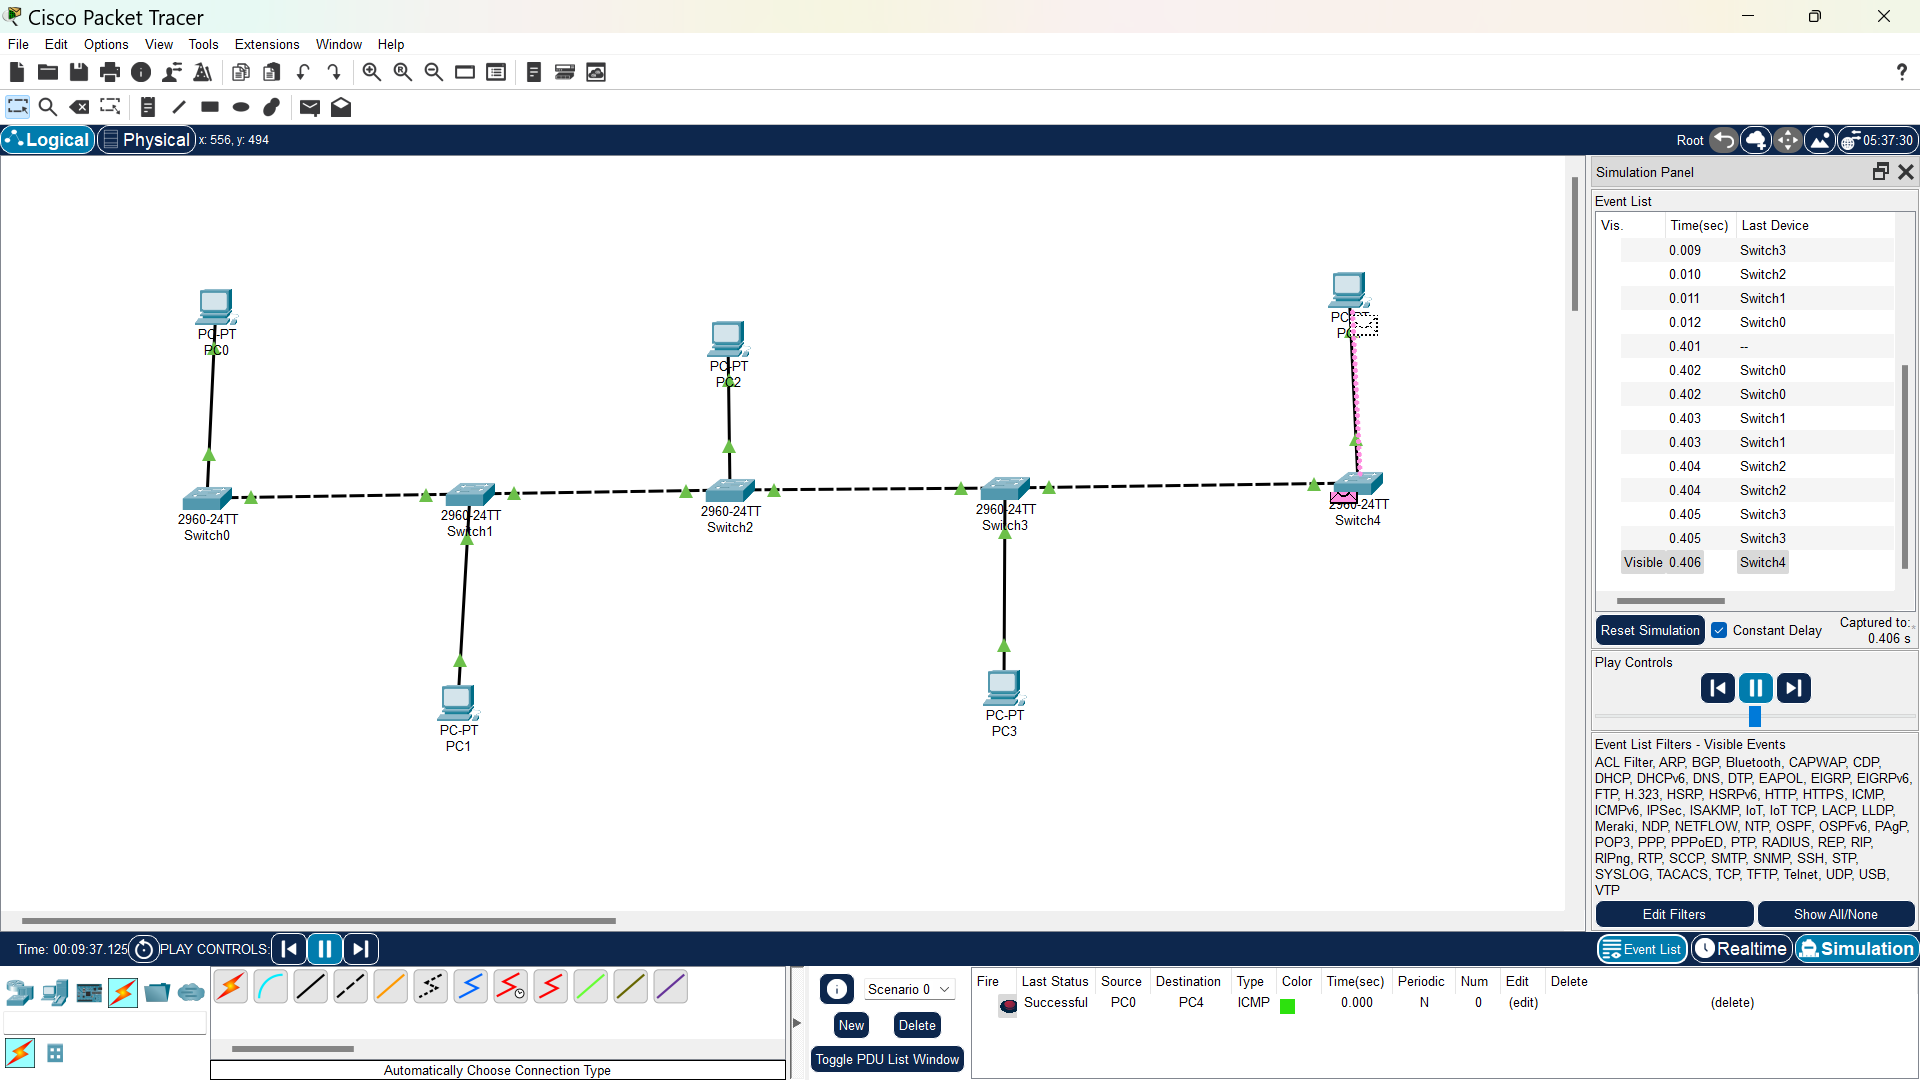 Cisco Packet Tracer
File Edit Options View Tools Extensions Window Help
?
Logical Physical x: 556, y: 494 Root 05:37:30
Simulation Panel
Event List
Vis. Time(sec) Last Device
0.009 Switch3
0.010 Switch2
0.011 Switch1
0.012 Switch0
0.401 --
0.402 Switch0
0.402 Switch0
0.403 Switch1
0.403 Switch1
0.404 Switch2
0.404 Switch2
0.405 Switch3
0.405 Switch3
Visible 0.406 Switch4
Reset Simulation Constant Delay Captured to:
0.406 s
Play Controls
Event List Filters - Visible Events
ACL Filter, ARP, BGP, Bluetooth, CAPWAP, CDP,
DHCP, DHCPv6, DNS, DTP, EAPOL, EIGRP, EIGRPv6,
FTP, H.323, HSRP, HSRPv6, HTTP, HTTPS, ICMP,
ICMPv6, IPSec, ISAKMP, IoT, IoT TCP, LACP, LLDP,
Meraki, NDP, NETFLOW, NTP, OSPF, OSPFv6, PAgP,
POP3, PPP, PPPoED, PTP, RADIUS, REP, RIP,
RIPng, RTP, SCCP, SMTP, SNMP, SSH, STP,
SYSLOG, TACACS, TCP, TFTP, Telnet, UDP, USB,
VTP
Edit Filters Show All/None
PC-PT
PC0
PC-PT
PC2
2960-24TT
Switch0
2960-24TT
Switch1
2960-24TT
Switch2
2960-24TT
Switch3
2960-24TT
Switch4
PC-PT
PC1
PC-PT
PC3
Time: 00:09:37.125 PLAY CONTROLS: Event List Realtime Simulation
Scenario 0
New Delete
Toggle PDU List Window
Automatically Choose Connection Type
Fire Last Status Source Destination Type Color Time(sec) Periodic Num Edit Delete
Successful PC0 PC4 ICMP 0.000 N 0 (edit) (delete)